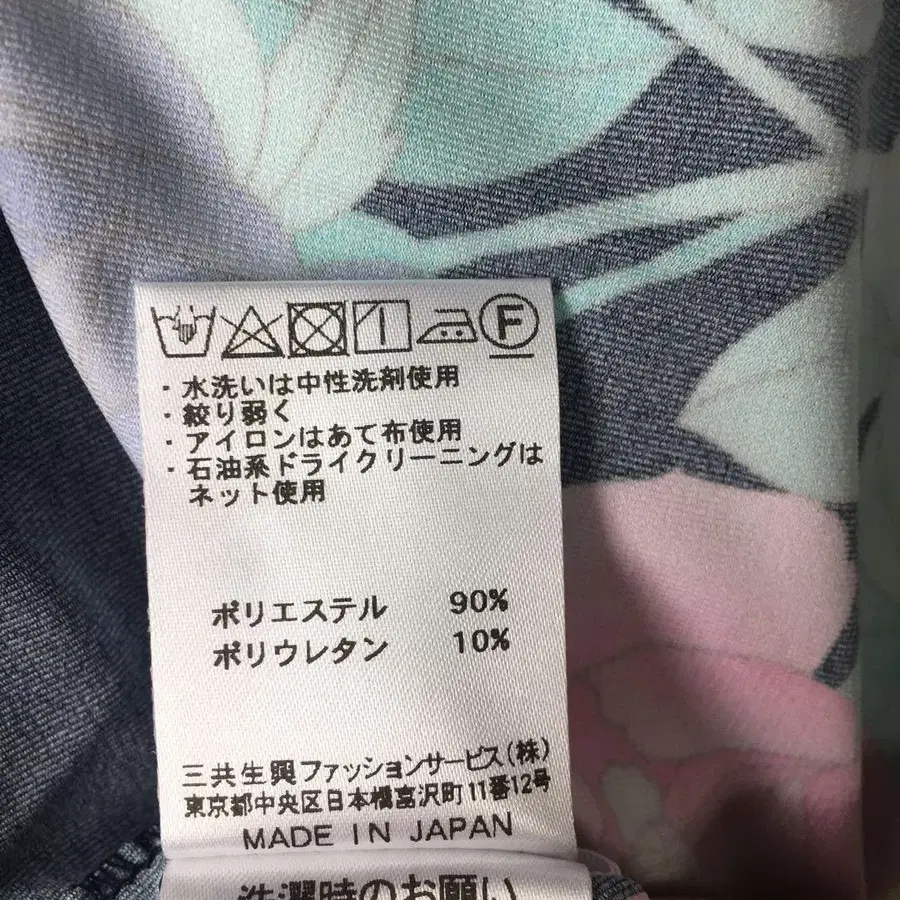 F
・水洗いは中性洗剤使用
・絞り弱く
・アイロンはあて布使用
・石油系ドライクリーニングは
ネット使用
ポリエステル 90%
ポリウレタン 10%
三共生興ファッションサービス(株)
東京都中央区日本橋富沢町11番12号
MADE IN JAPAN
洗濯時のお願い